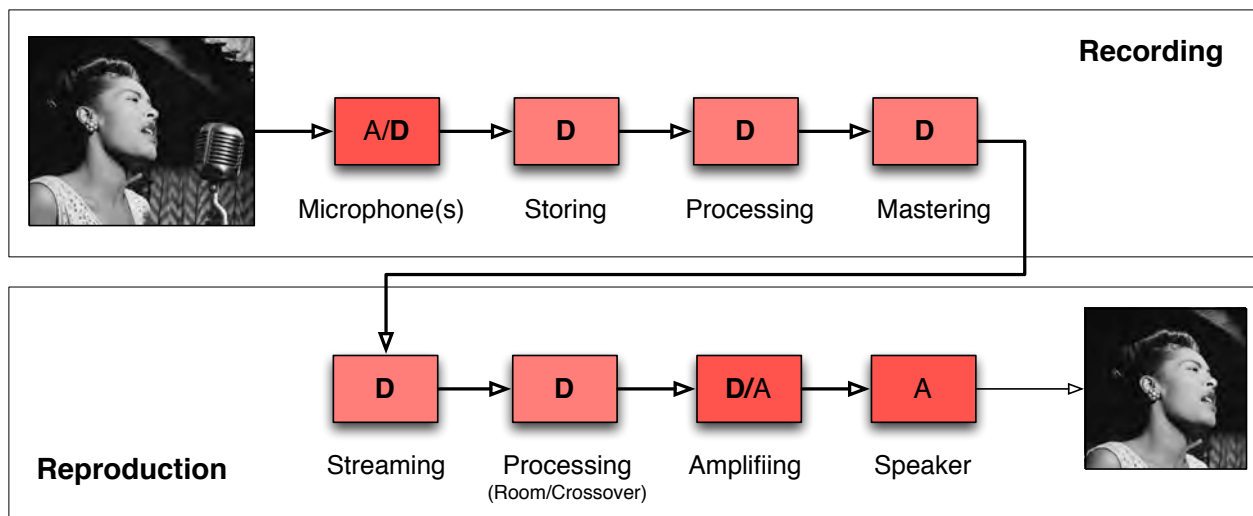 Recording
A/D
D
D
D
Microphone(s)
Storing
Processing
Mastering
D
D
D/A
A
Streaming
Processing
(Room/Crossover)
Amplifiing
Speaker
Reproduction